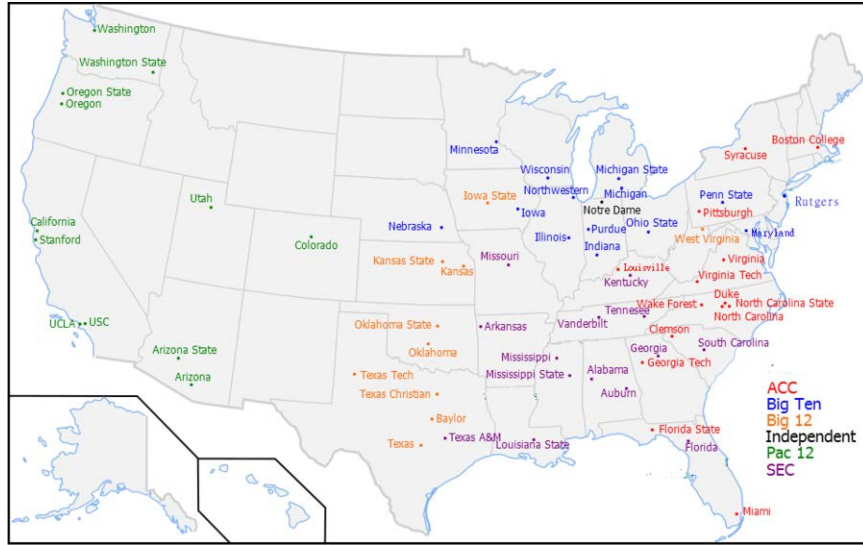 Washington
Washington State
Oregon State
Oregon
Minnesota
Boston College
Syracuse
Wisconsin
Michigan State
Northwestern
Michigan
Utah
Iowa State
Notre Dame
Penn State
Rutgers
Iowa
Pittsburgh
California
Nebraska
Purdue
Ohio State
Maryland
Stanford
Colorado
Illinois
Indiana
West Virginia
Missouri
Kansas State
Kansas
Louisville
Virginia
Kentucky
Virginia Tech
Duke
Wake Forest
North Carolina State
Tennesee
North Carolina
UCLA
USC
Oklahoma State
Arkansas
Vanderbilt
Clemson
Arizona State
Oklahoma
Georgia
South Carolina
Mississippi
Georgia Tech
Arizona
Texas Tech
Mississippi State
Alabama
Texas Christian
Auburn
ACC
Big Ten
Baylor
Big 12
Florida State
Independent
Texas
Texas A&M
Louisiana State
Florida
Pac 12
SEC
Miami